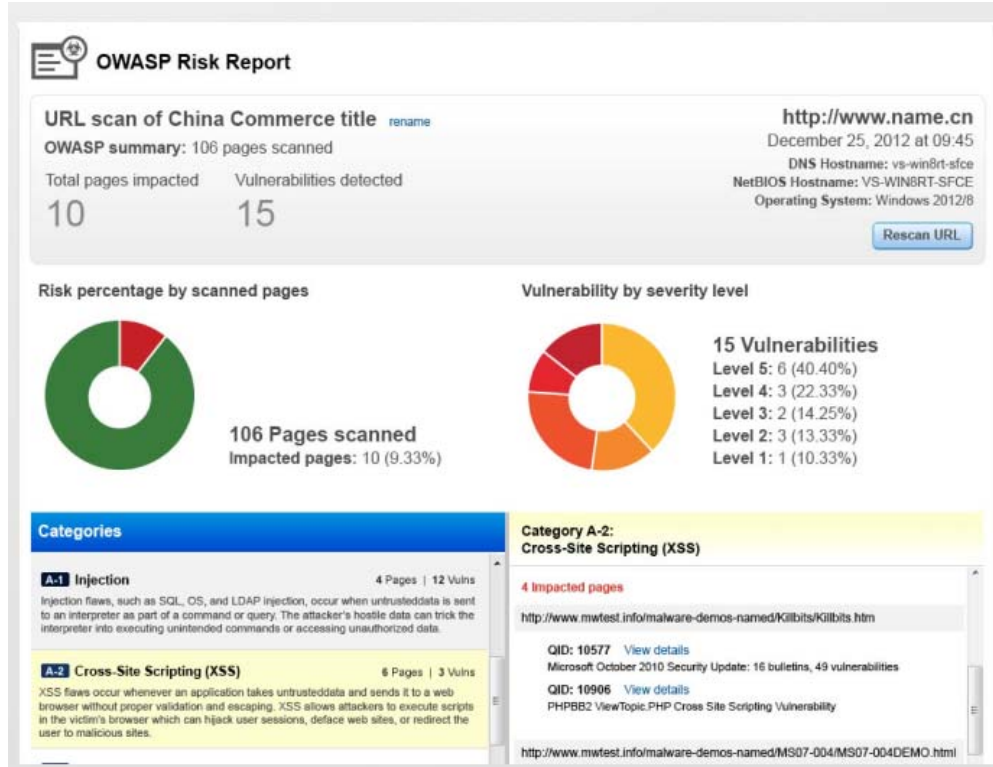 OWASP Risk Report
URL scan of China Commerce title rename
OWASP summary: 106 pages scanned
Total pages impacted Vulnerabilities detected
10 15
http://www.name.cn
December 25, 2012 at 09:45
DNS Hostname: vs-win8rt-sfce
NetBIOS Hostname: VS-WIN8RT-SFCE
Operating System: Windows 2012/8
Rescan URL
Risk percentage by scanned pages
106 Pages scanned
Impacted pages: 10 (9.33%)
Vulnerability by severity level
15 Vulnerabilities
Level 5: 6 (40.40%)
Level 4: 3 (22.33%)
Level 3: 2 (14.25%)
Level 2: 3 (13.33%)
Level 1: 1 (10.33%)
Categories
A-1 Injection 4 Pages | 12 Vulns
Injection flaws, such as SQL, OS, and LDAP injection, occur when untrusteddata is sent
to an interpreter as part of a command or query. The attacker's hostile data can trick the
interpreter into executing unintended commands or accessing unauthorized data.
A-2 Cross-Site Scripting (XSS) 6 Pages | 3 Vulns
XSS flaws occur whenever an application takes untrusteddata and sends it to a web
browser without proper validation and escaping. XSS allows attackers to execute scripts
in the victim's browser which can hijack user sessions, deface web sites, or redirect the
user to malicious sites.
Category A-2:
Cross-Site Scripting (XSS)
4 Impacted pages
http://www.mwtest.info/malware-demos-named/Killbits/Killbits.htm
QID: 10577 View details
Microsoft October 2010 Security Update: 16 bulletins, 49 vulnerabilities
QID: 10906 View details
PHPBB2 ViewTopic.PHP Cross Site Scripting Vulnerability
http://www.mwtest.info/malware-demos-named/MS07-004/MS07-004DEMO.html